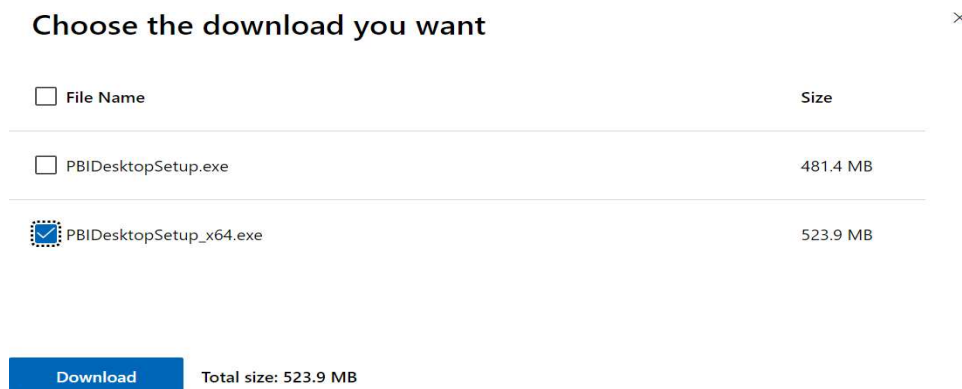 Choose the download you want
File Name Size
PBIDesktopSetup.exe 481.4 MB
PBIDesktopSetup_x64.exe 523.9 MB
Download Total size: 523.9 MB